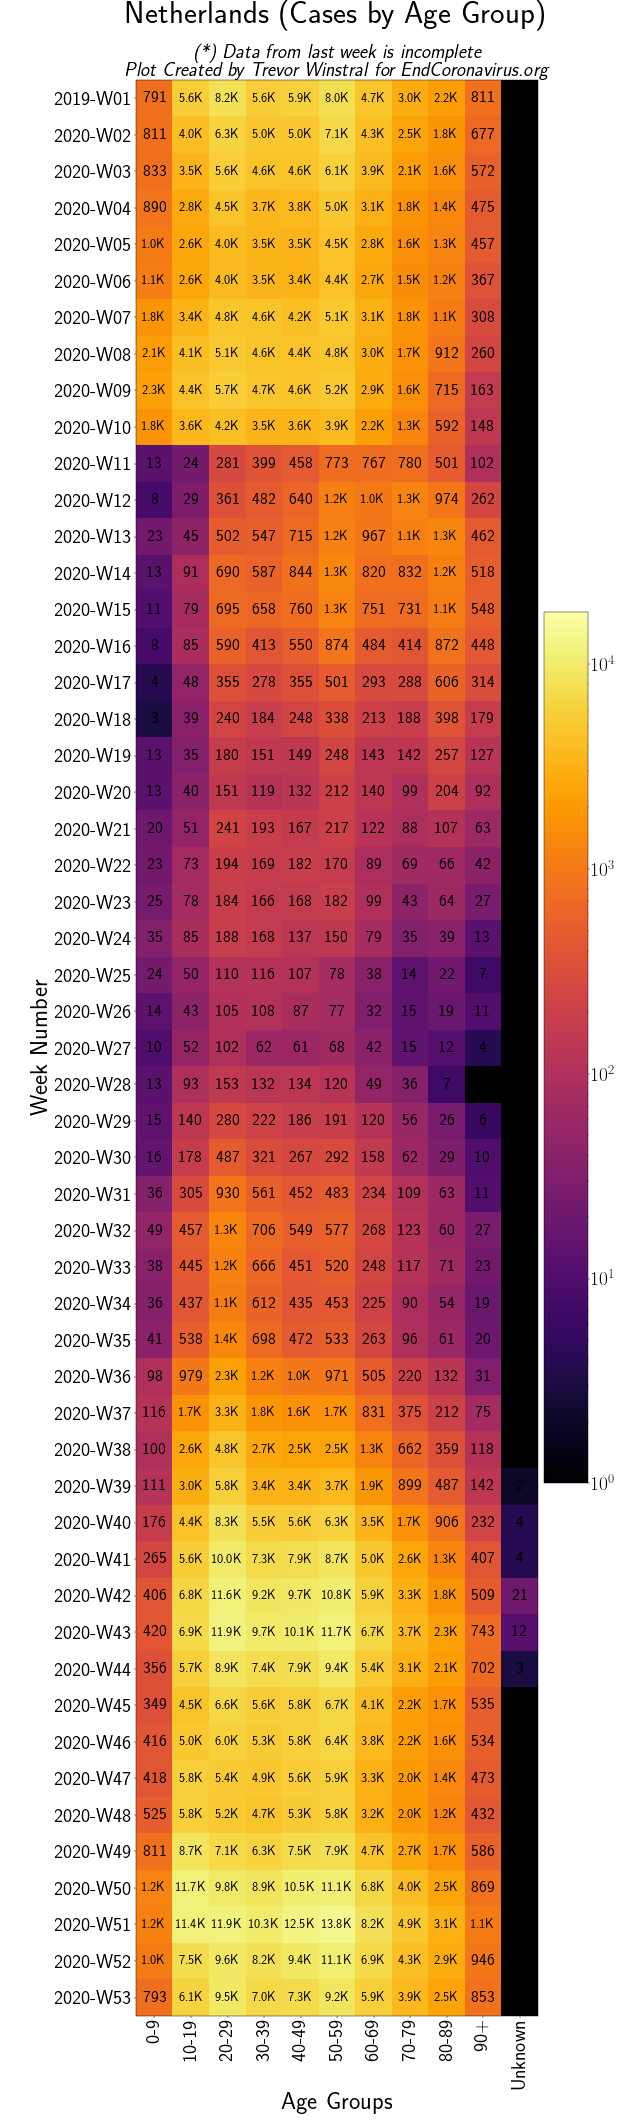 Netherlands (Cases by Age Group)
(*) Data from last week is incomplete
Plot Created by Trevor Winstral for EndCoronavirus.org
2019-W01 791 5.6K 8.2K 5.6K 5.9K 8.0K 4.7K 3.0K 2.2K 811
2020-W02 811 4.0K 6.3K 5.0K 5.0K 7.1K 4.3K 2.5K 1.8K 677
2020-W03 833 3.5K 5.6K 4.6K 4.6K 6.1K 3.9K 2.1K 1.6K 572
2020-W04 890 2.8K 4.5K 3.7K 3.8K 5.0K 3.1K 1.8K 1.4K 475
2020-W05 1.0K 2.6K 4.0K 3.5K 3.5K 4.5K 2.8K 1.6K 1.3K 457
2020-W06 1.1K 2.6K 4.0K 3.5K 3.4K 4.4K 2.7K 1.5K 1.2K 367
2020-W07 1.8K 3.4K 4.8K 4.6K 4.2K 5.1K 3.1K 1.8K 1.1K 308
2020-W08 2.1K 4.1K 5.1K 4.6K 4.4K 4.8K 3.0K 1.7K 912 260
2020-W09 2.3K 4.4K 5.7K 4.7K 4.6K 5.2K 2.9K 1.6K 715 163
2020-W10 1.8K 3.6K 4.2K 3.5K 3.6K 3.9K 2.2K 1.3K 592 148
2020-W11 13 24 281 399 458 773 767 780 501 102
2020-W12 8 29 361 482 640 1.2K 1.0K 1.3K 974 262
2020-W13 23 45 502 547 715 1.2K 967 1.1K 1.3K 462
2020-W14 13 91 690 587 844 1.3K 820 832 1.2K 518
2020-W15 11 79 695 658 760 1.3K 751 731 1.1K 548
2020-W16 8 85 590 413 550 874 484 414 872 448
2020-W17 4 48 355 278 355 501 293 288 606 314
2020-W18 3 39 240 184 248 338 213 188 398 179
2020-W19 13 35 180 151 149 248 143 142 257 127
2020-W20 13 40 151 119 132 212 140 99 204 92
2020-W21 20 51 241 193 167 217 122 88 107 63
2020-W22 23 73 194 169 182 170 89 69 66 42
2020-W23 25 78 184 166 168 182 99 43 64 27
2020-W24 35 85 188 168 137 150 79 35 39 13
2020-W25 24 50 110 116 107 78 38 14 22 7
2020-W26 14 43 105 108 87 77 32 15 19 11
2020-W27 10 52 102 62 61 68 42 15 12 4
2020-W28 13 93 153 132 134 120 49 36 7
2020-W29 15 140 280 222 186 191 120 56 26 6
2020-W30 16 178 487 321 267 292 158 62 29 10
2020-W31 36 305 930 561 452 483 234 109 63 11
2020-W32 49 457 1.3K 706 549 577 268 123 60 27
2020-W33 38 445 1.2K 666 451 520 248 117 71 23
2020-W34 36 437 1.1K 612 435 453 225 90 54 19
2020-W35 41 538 1.4K 698 472 533 263 96 61 20
2020-W36 98 979 2.3K 1.2K 1.0K 971 505 220 132 31
2020-W37 116 1.7K 3.3K 1.8K 1.6K 1.7K 831 375 212 75
2020-W38 100 2.6K 4.8K 2.7K 2.5K 2.5K 1.3K 662 359 118
2020-W39 111 3.0K 5.8K 3.4K 3.4K 3.7K 1.9K 899 487 142 2
2020-W40 176 4.4K 8.3K 5.5K 5.6K 6.3K 3.5K 1.7K 906 232 4
2020-W41 265 5.6K 10.0K 7.3K 7.9K 8.7K 5.0K 2.6K 1.3K 407 4
2020-W42 406 6.8K 11.6K 9.2K 9.7K 10.8K 5.9K 3.3K 1.8K 509 21
2020-W43 420 6.9K 11.9K 9.7K 10.1K 11.7K 6.7K 3.7K 2.3K 743 12
2020-W44 356 5.7K 8.9K 7.4K 7.9K 9.4K 5.4K 3.1K 2.1K 702 3
2020-W45 349 4.5K 6.6K 5.6K 5.8K 6.7K 4.1K 2.2K 1.7K 535
2020-W46 416 5.0K 6.0K 5.3K 5.8K 6.4K 3.8K 2.2K 1.6K 534
2020-W47 418 5.8K 5.4K 4.9K 5.6K 5.9K 3.3K 2.0K 1.4K 473
2020-W48 525 5.8K 5.2K 4.7K 5.3K 5.8K 3.2K 2.0K 1.2K 432
2020-W49 811 8.7K 7.1K 6.3K 7.5K 7.9K 4.7K 2.7K 1.7K 586
2020-W50 1.2K 11.7K 9.8K 8.9K 10.5K 11.1K 6.8K 4.0K 2.5K 869
2020-W51 1.2K 11.4K 11.9K 10.3K 12.5K 13.8K 8.2K 4.9K 3.1K 1.1K
2020-W52 1.0K 7.5K 9.6K 8.2K 9.4K 11.1K 6.9K 4.3K 2.9K 946
2020-W53 793 6.1K 9.5K 7.0K 7.3K 9.2K 5.9K 3.9K 2.5K 853
0-9 10-19 20-29 30-39 40-49 50-59 60-69 70-79 80-89 90+ Unknown
Age Groups
Week Number
10⁴
10³
10²
10¹
10⁰